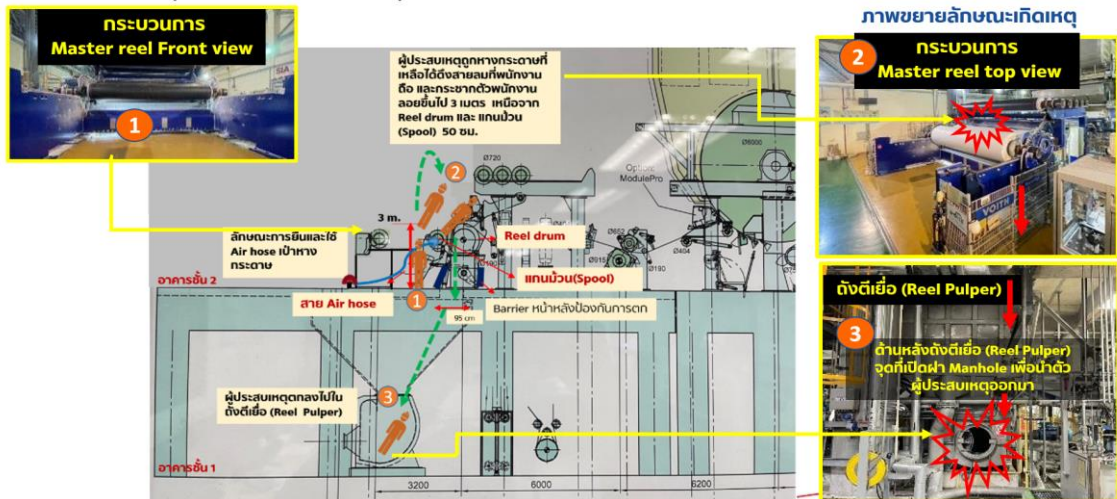 กระบวนการ
Master reel Front view
1
ผู้ประสบเหตุถูกหางกระดาษที่
เหลือได้ดึงสายลมที่พนักงาน
ถือ และกระชากตัวพนักงาน
ลอยขึ้นไป 3 เมตร เหนือจาก
Reel drum และ แกนม้วน
(Spool) 50 ซม.
ภาพขยายลักษณะเกิดเหตุ
2
กระบวนการ
Master reel top view
VOITH
Ø720
Option:
ModulePro
2
3 m.
ลักษณะการยืนและใช้
Air hose เป่าหาง
กระดาษ
Reel drum
แกนม้วน(Spool)
อาคารชั้น 2
สาย Air hose
1
Barrier หน้าหลังป้องกันการตก
95 cm
Ø652
Ø915
Ø190
Ø404
ผู้ประสบเหตุตกลงไปใน
ถังตีเยื่อ (Reel Pulper)
3
อาคารชั้น 1
3200
6000
6200
ถังตีเยื่อ (Reel Pulper)
3
ด้านหลังถังตีเยื่อ (Reel Pulper)
จุดที่เปิดฝา Manhole เพื่อนำตัว
ผู้ประสบเหตุออกมา